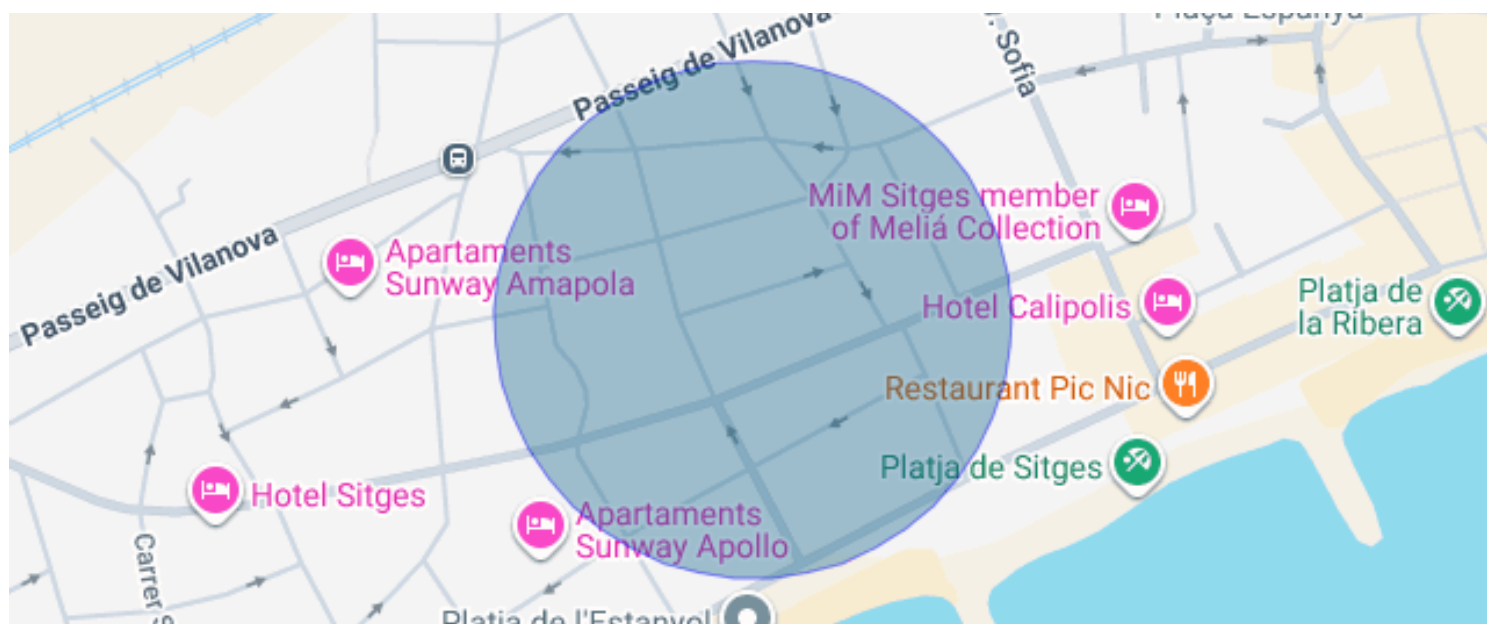 Plaça Espanya
Passeig de Vilanova
Sofia
MiM Sitges member
of Meliá Collection
Apartaments
Sunway Amapola
Passeig de Vilanova
Hotel Calipolis
Platja de
la Ribera
Restaurant Pic Nic
Platja de Sitges
Hotel Sitges
Apartaments
Sunway Apollo
Carrer
Platja de l'Estanyol